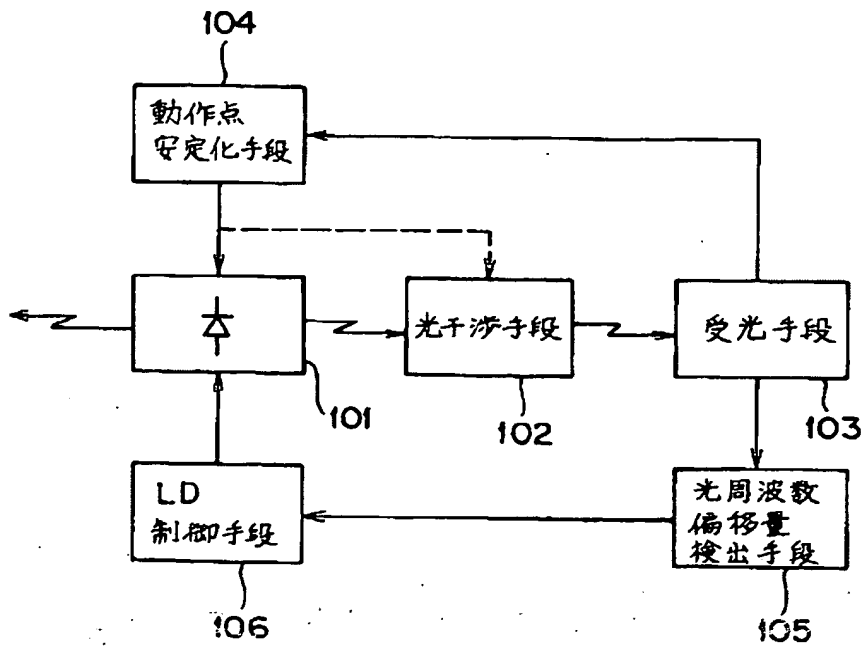 104
動作点
安定化手段
101
光干渉手段
102
受光手段
103
LD
制御手段
106
光周波数
偏移量
検出手段
105